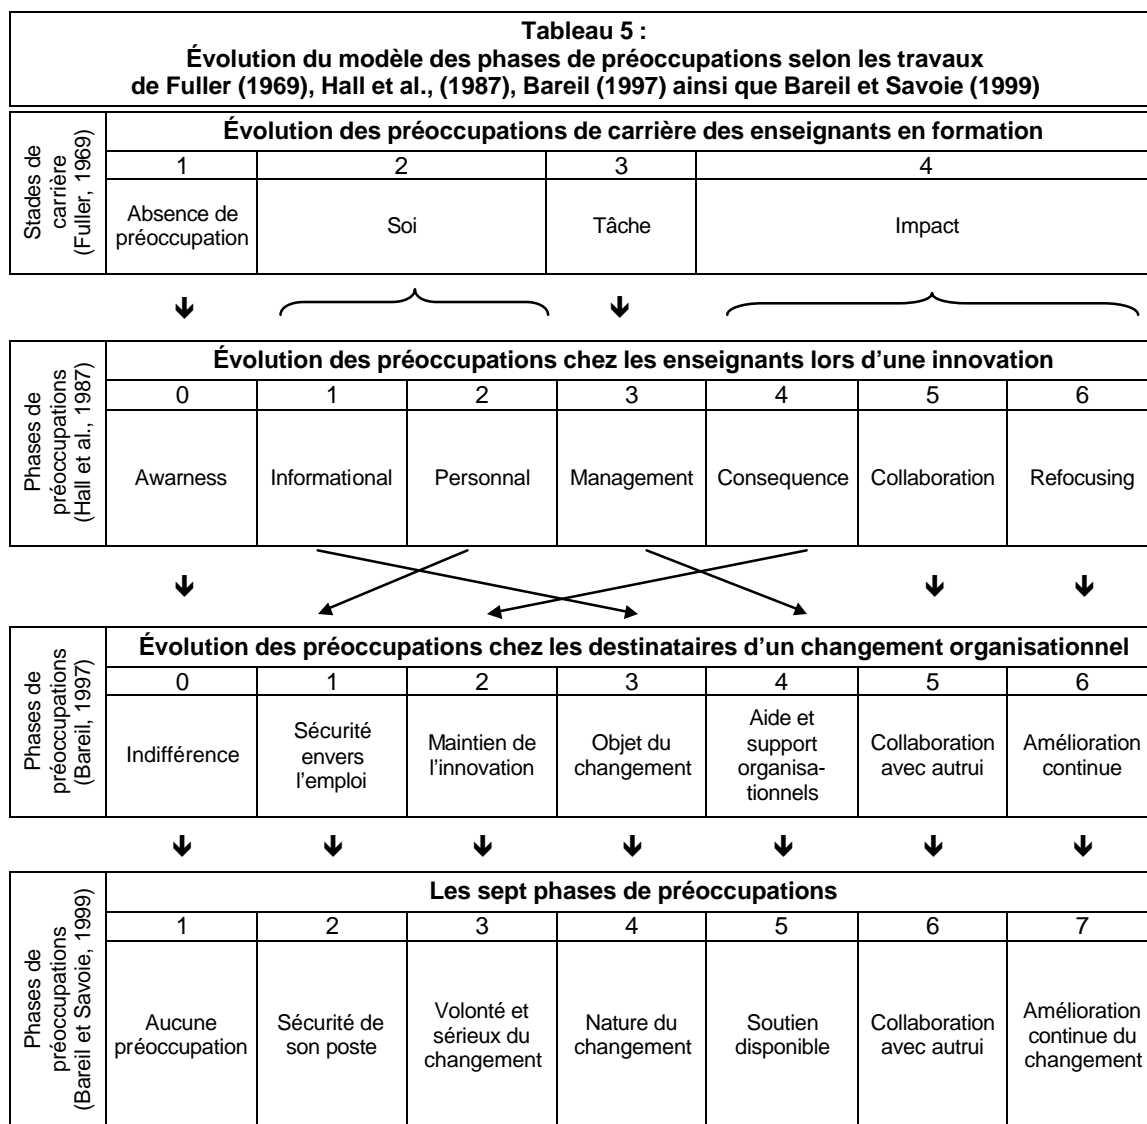 Tableau 5 :
Évolution du modèle des phases de préoccupations selon les travaux
de Fuller (1969), Hall et al., (1987), Bareil (1997) ainsi que Bareil et Savoie (1999)
Stades de
carrière
(Fuller, 1969)
Évolution des préoccupations de carrière des enseignants en formation
1 2 3 4
Absence de
préoccupation
Soi
Tâche
Impact
Phases de
préoccupations
(Hall et al., 1987)
Évolution des préoccupations chez les enseignants lors d’une innovation
0 1 2 3 4 5 6
Awarness
Informational
Personnal
Management
Consequence
Collaboration
Refocusing
Phases de
préoccupations
(Bareil, 1997)
Évolution des préoccupations chez les destinataires d’un changement organisationnel
0 1 2 3 4 5 6
Indifférence
Sécurité
envers
l’emploi
Maintien de
l’innovation
Objet du
changement
Aide et
support
organisa-
tionnels
Collaboration
avec autrui
Amélioration
continue
Phases de
préoccupations
(Bareil et Savoie, 1999)
Les sept phases de préoccupations
1 2 3 4 5 6 7
Aucune
préoccupation
Sécurité de
son poste
Volonté et
sérieux du
changement
Nature du
changement
Soutien
disponible
Collaboration
avec autrui
Amélioration
continue du
changement